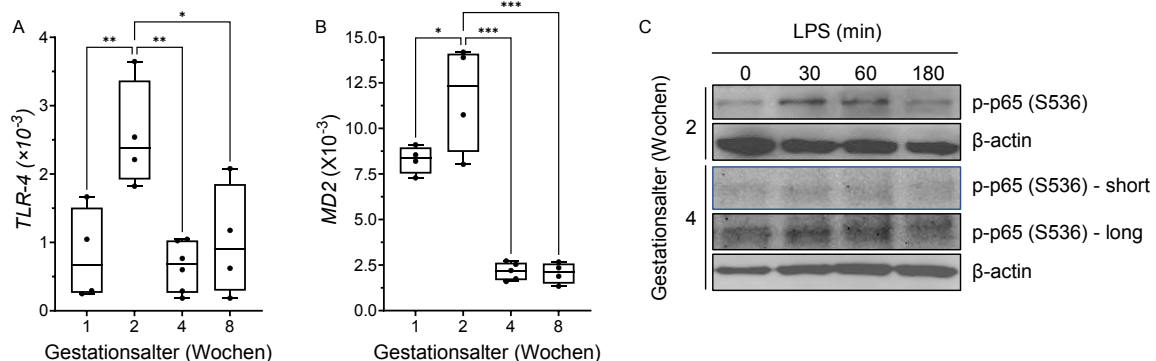 A
TLR-4 (×10⁻³)
4
3
2
1
0
** ** *
1 2 4 8
Gestationsalter (Wochen)
B
MD2 (X10⁻³)
15.0
12.5
10.0
7.5
5.0
2.5
0.0
* *** ***
1 2 4 8
Gestationsalter (Wochen)
C
LPS (min)
0 30 60 180
Gestationsalter (Wochen)
2
p-p65 (S536)
β-actin
4
p-p65 (S536) - short
p-p65 (S536) - long
β-actin